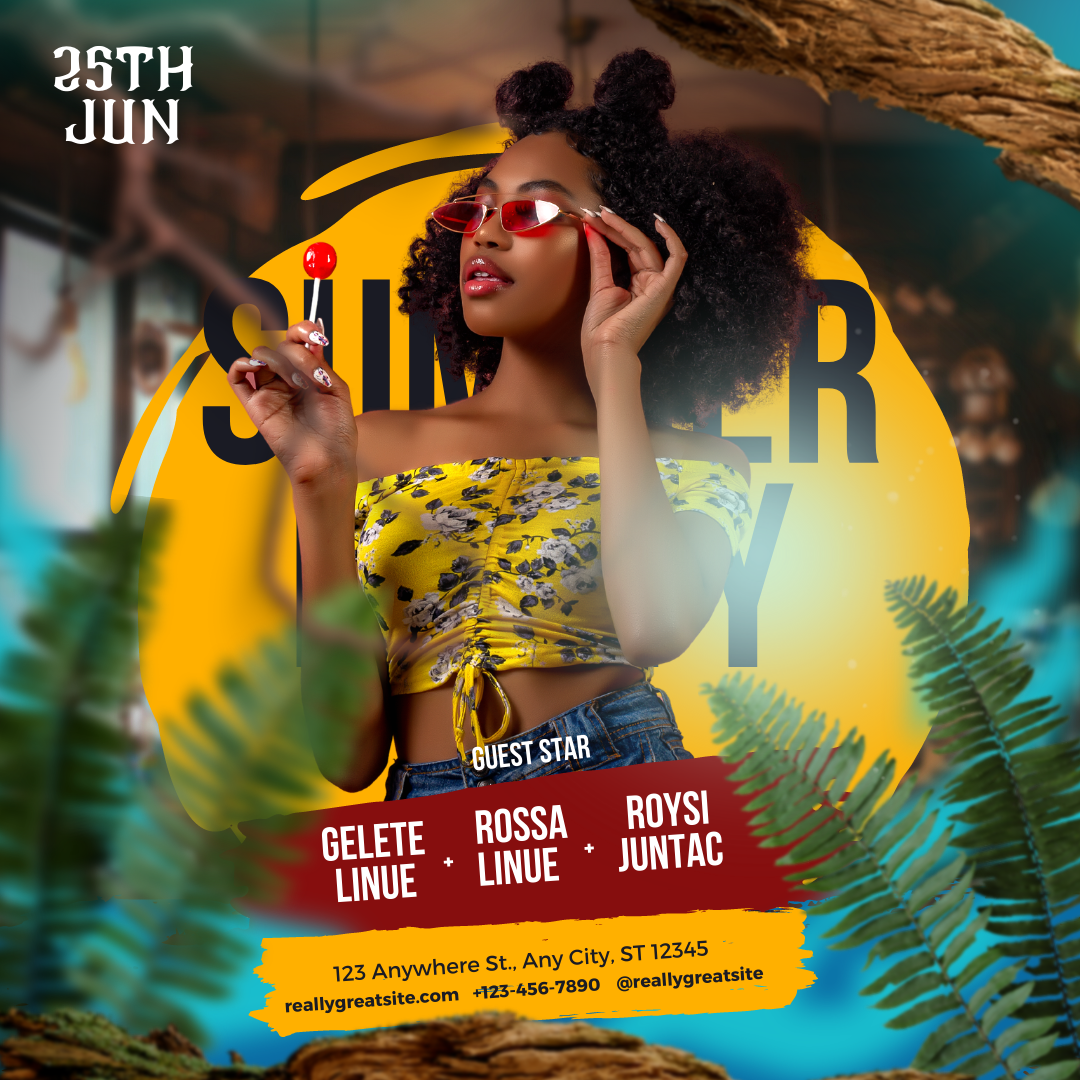 25TH
JUN
SUMMER
GUEST STAR
GELETE
LINUE
+
ROSSA
LINUE
+
ROYSI
JUNTAC
123 Anywhere St., Any City, ST 12345
reallygreatsite.com +123-456-7890 @reallygreatsite